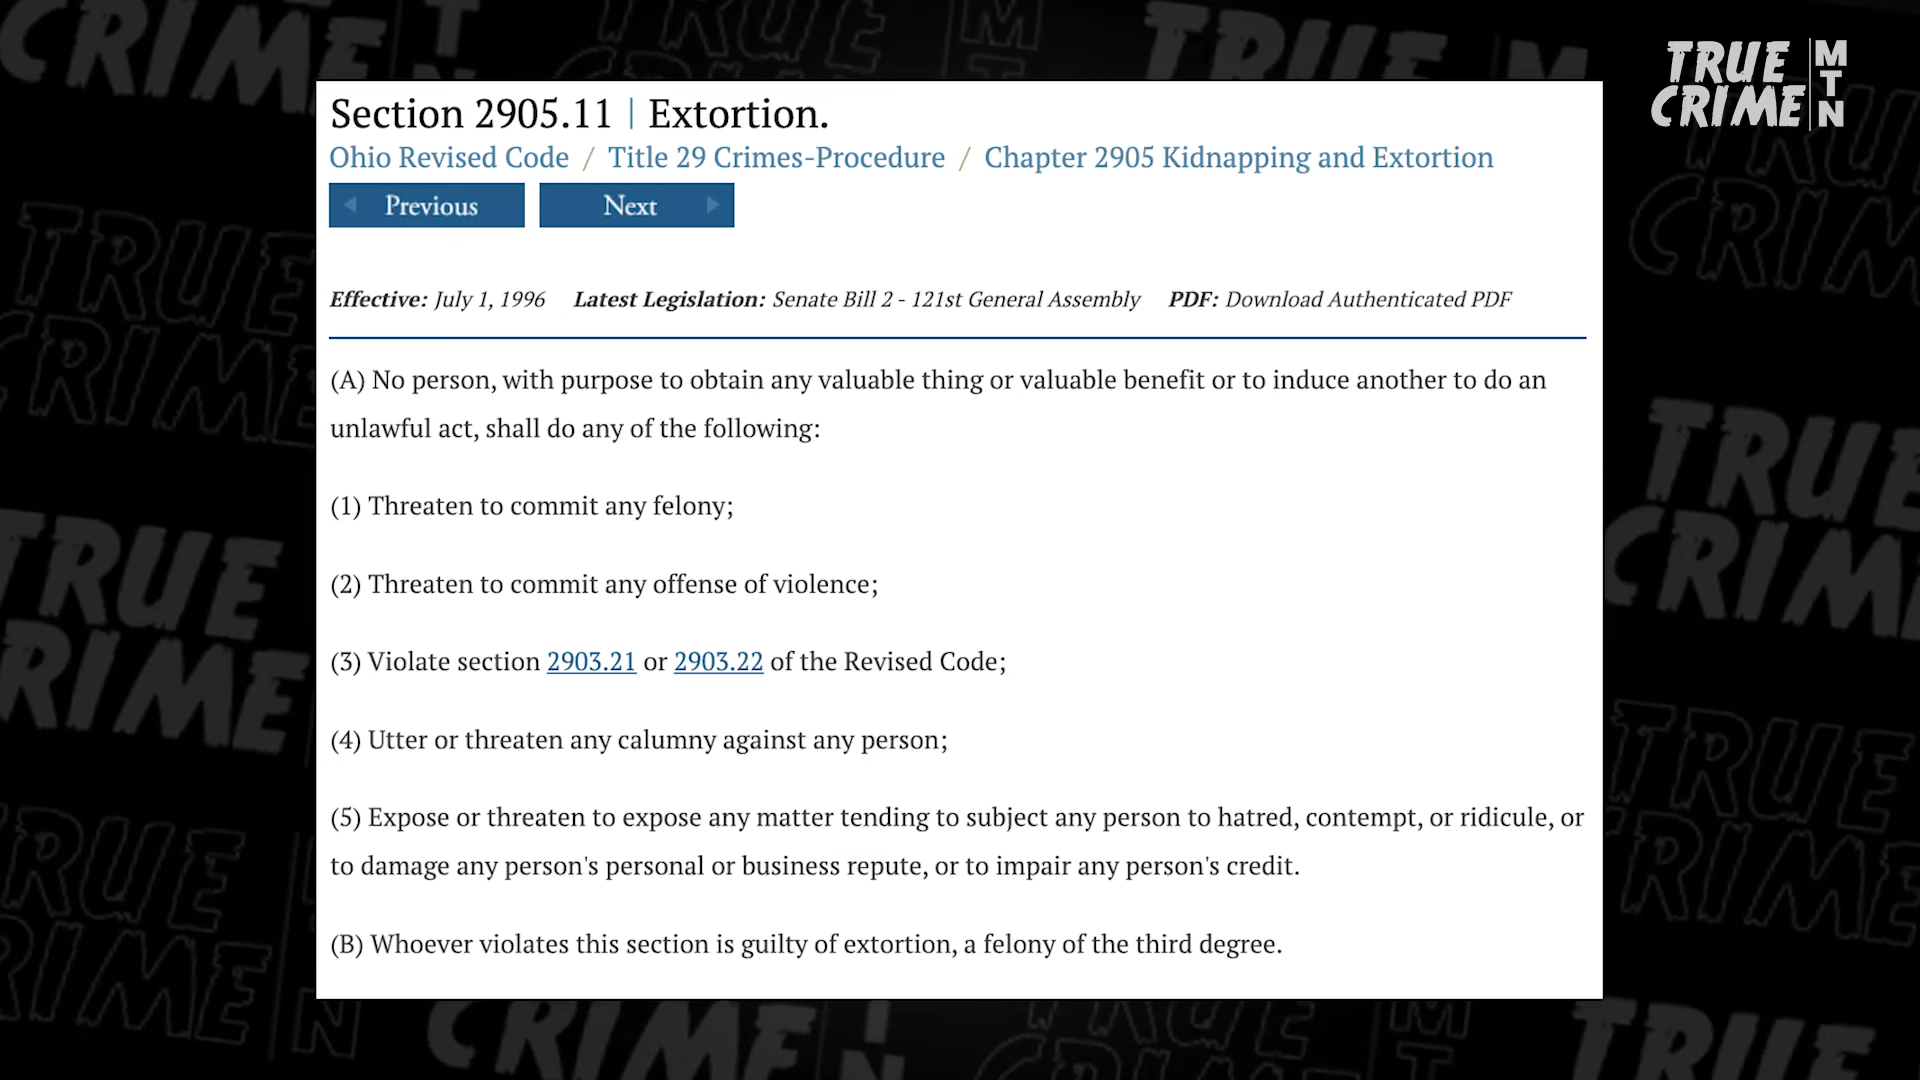 TRUE CRIME MTN
Section 2905.11 | Extortion.
Ohio Revised Code / Title 29 Crimes-Procedure / Chapter 2905 Kidnapping and Extortion
Previous Next
Effective: July 1, 1996 Latest Legislation: Senate Bill 2 - 121st General Assembly PDF: Download Authenticated PDF
(A) No person, with purpose to obtain any valuable thing or valuable benefit or to induce another to do an
unlawful act, shall do any of the following:
(1) Threaten to commit any felony;
(2) Threaten to commit any offense of violence;
(3) Violate section 2903.21 or 2903.22 of the Revised Code;
(4) Utter or threaten any calumny against any person;
(5) Expose or threaten to expose any matter tending to subject any person to hatred, contempt, or ridicule, or
to damage any person's personal or business repute, or to impair any person's credit.
(B) Whoever violates this section is guilty of extortion, a felony of the third degree.